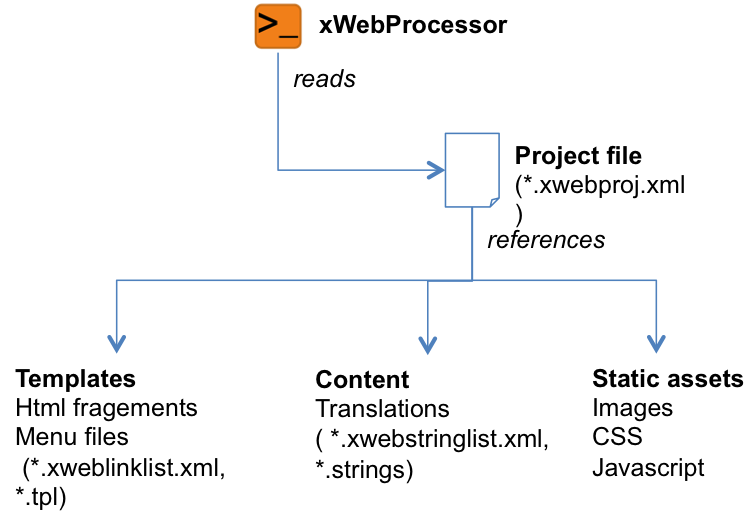 >_ xWebProcessor
reads
Project file
(*.xwebproj.xml
)
references
Templates
Html fragements
Menu files
(*.xweblinklist.xml,
*.tpl)
Content
Translations
( *.xwebstringlist.xml,
*.strings)
Static assets
Images
CSS
Javascript